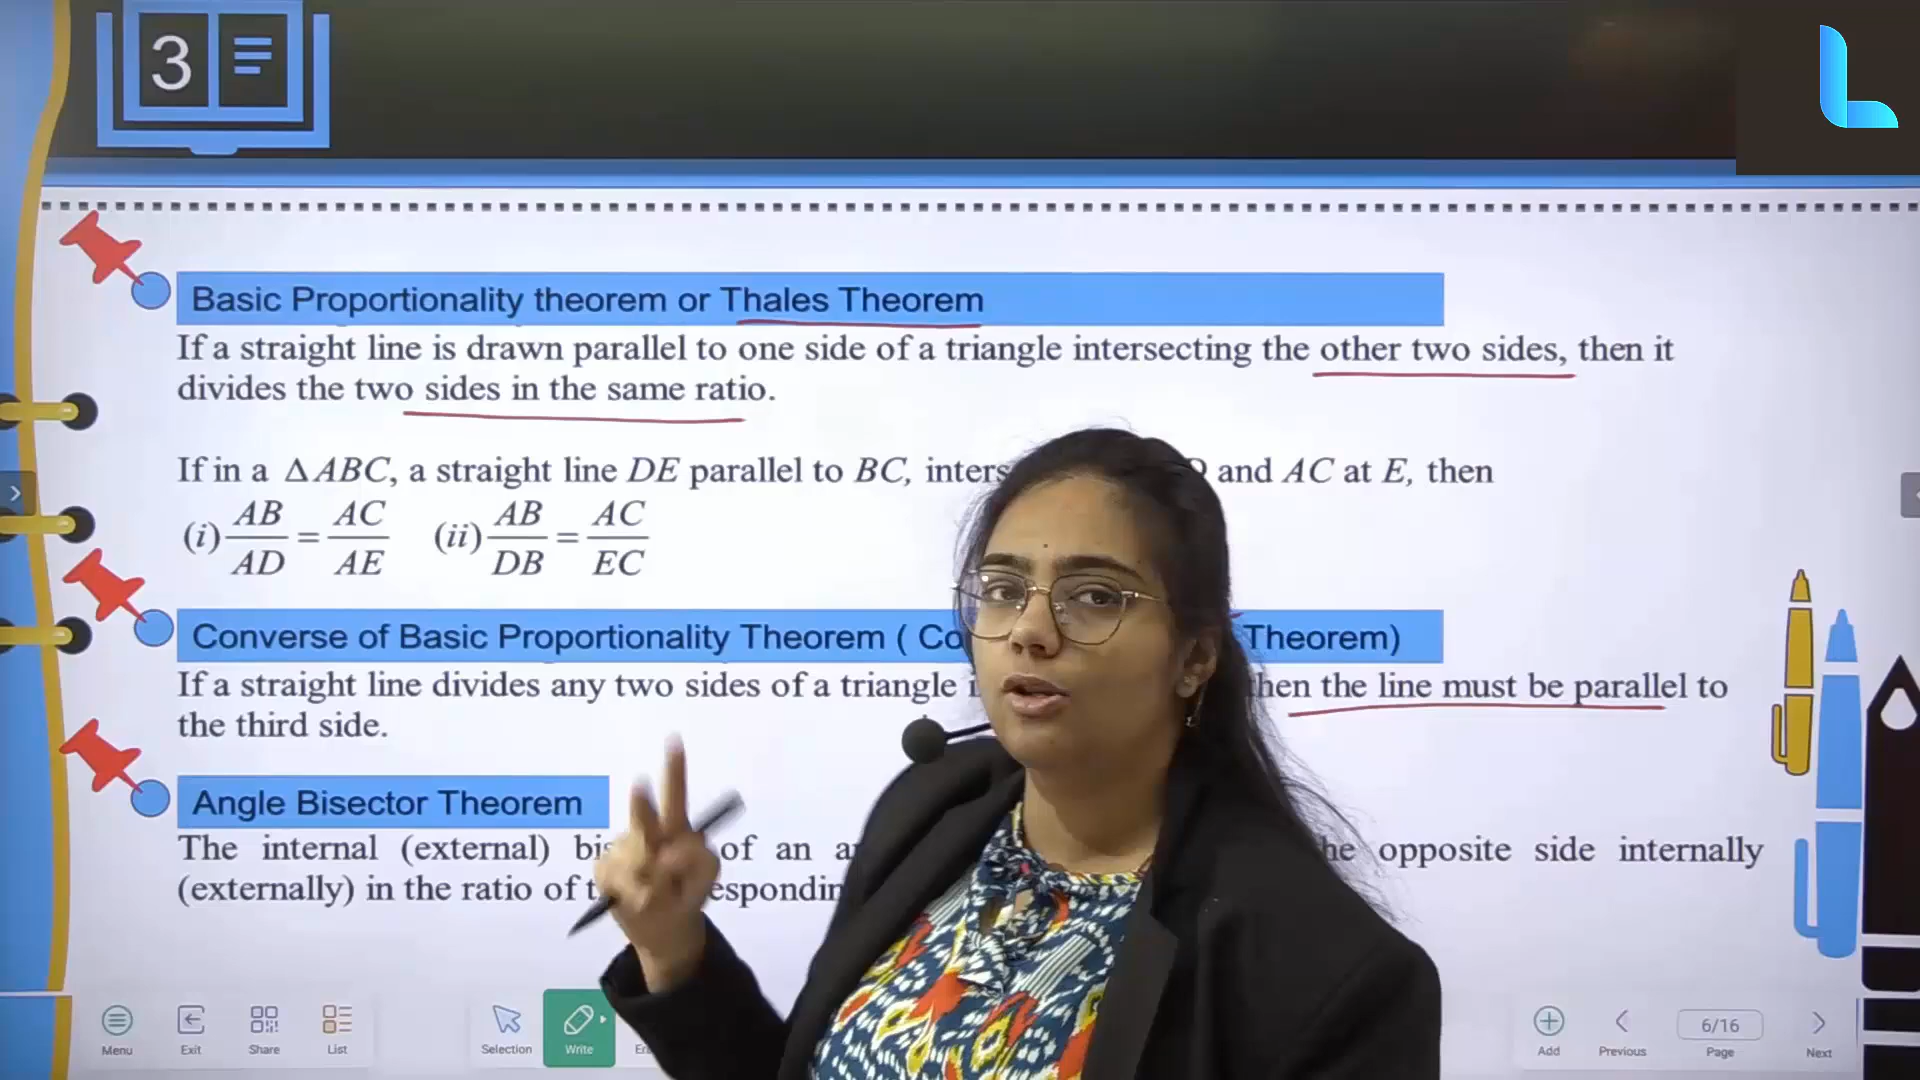 3
Basic Proportionality theorem or Thales Theorem
If a straight line is drawn parallel to one side of a triangle intersecting the other two sides, then it
divides the two sides in the same ratio.
If in a Δ ABC, a straight line DE parallel to BC, inters and AC at E, then
(i) AB/AD = AC/AE (ii) AB/DB = AC/EC
Converse of Basic Proportionality Theorem ( Co Theorem)
If a straight line divides any two sides of a triangle then the line must be parallel to
the third side.
Angle Bisector Theorem
The internal (external) of an opposite side internally
(externally) in the ratio of
Menu Exit Share List Selection Write Add Previous 6/16 Page Next